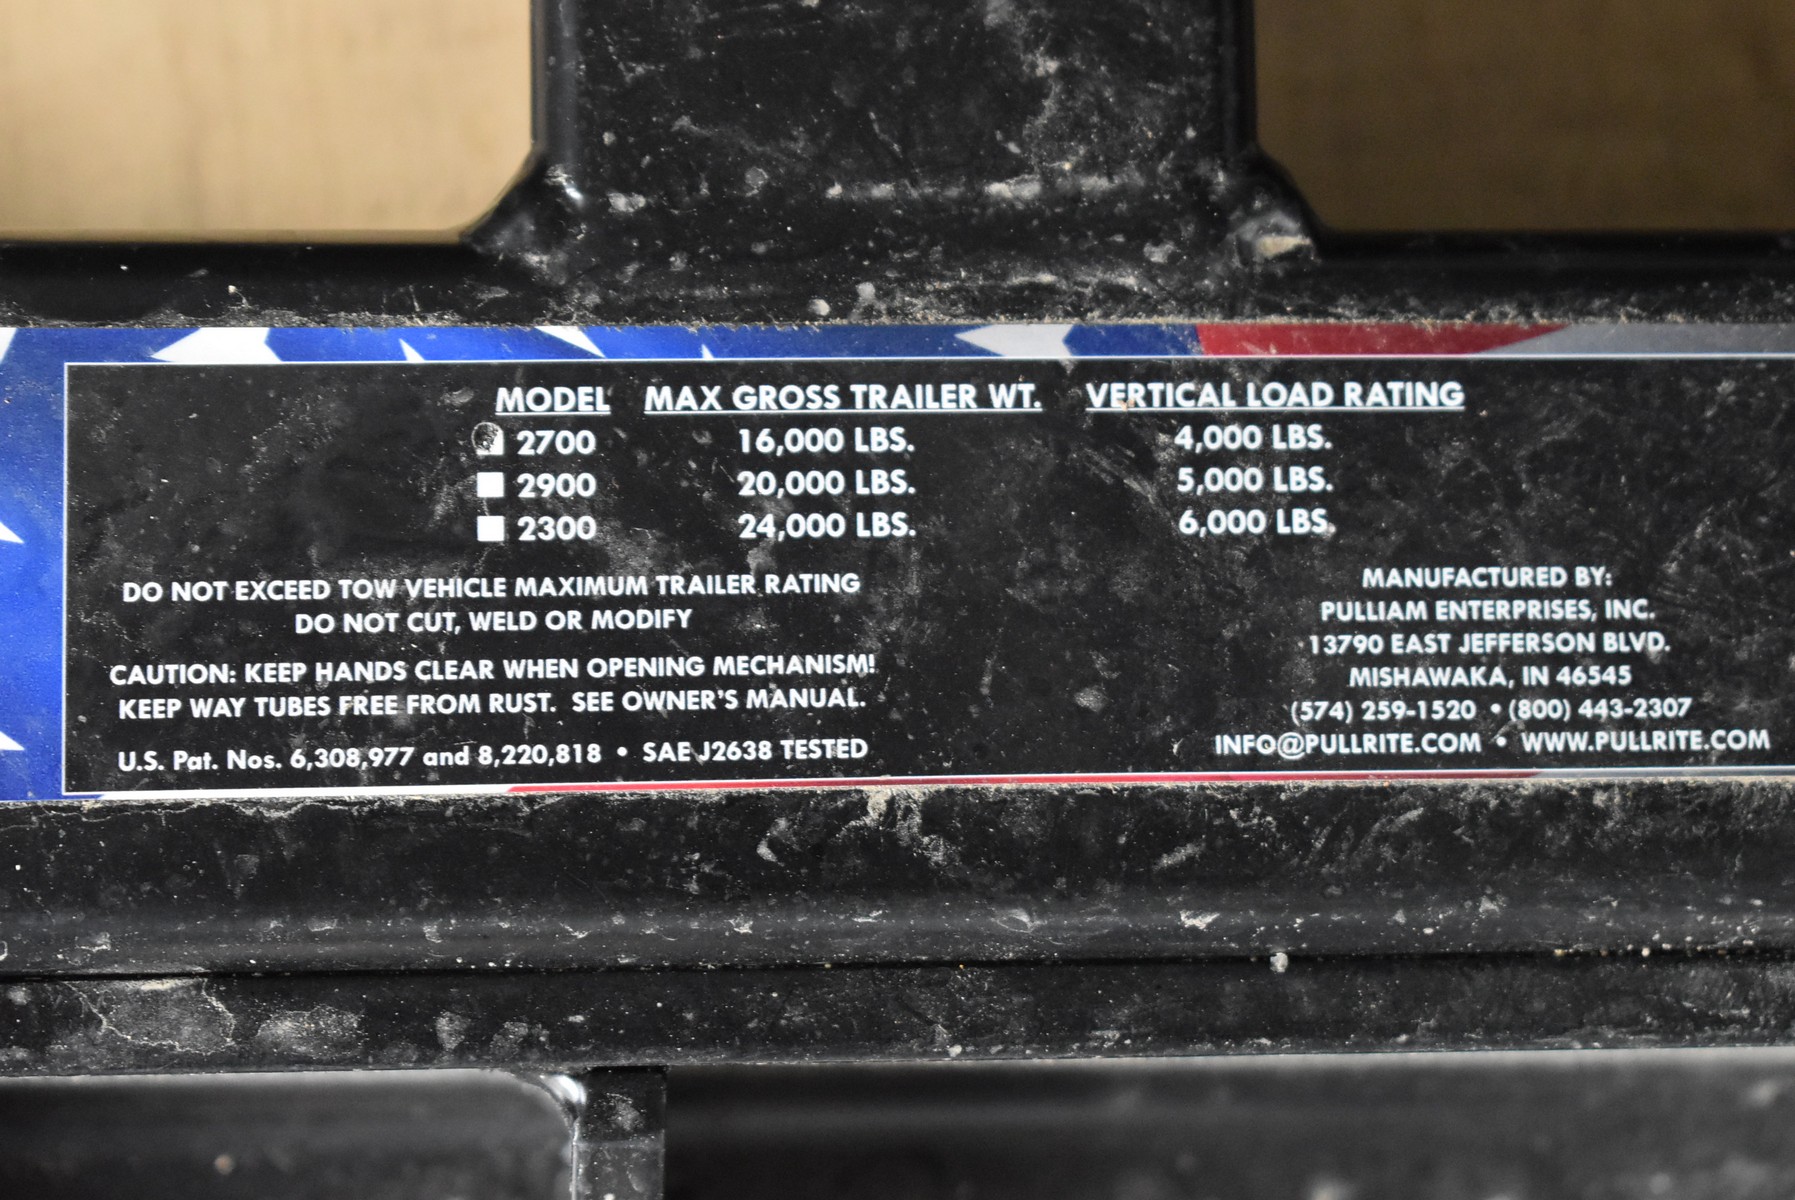 MODEL MAX GROSS TRAILER WT. VERTICAL LOAD RATING
2700 16,000 LBS. 4,000 LBS.
2900 20,000 LBS. 5,000 LBS.
2300 24,000 LBS. 6,000 LBS.
DO NOT EXCEED TOW VEHICLE MAXIMUM TRAILER RATING
DO NOT CUT, WELD OR MODIFY
CAUTION: KEEP HANDS CLEAR WHEN OPENING MECHANISM!
KEEP WAY TUBES FREE FROM RUST. SEE OWNER'S MANUAL.
U.S. Pat. Nos. 6,308,977 and 8,220,818 • SAE J2638 TESTED
MANUFACTURED BY:
PULLIAM ENTERPRISES, INC.
13790 EAST JEFFERSON BLVD.
MISHAWAKA, IN 46545
(574) 259-1520 • (800) 443-2307
INFO@PULLRITE.COM • WWW.PULLRITE.COM